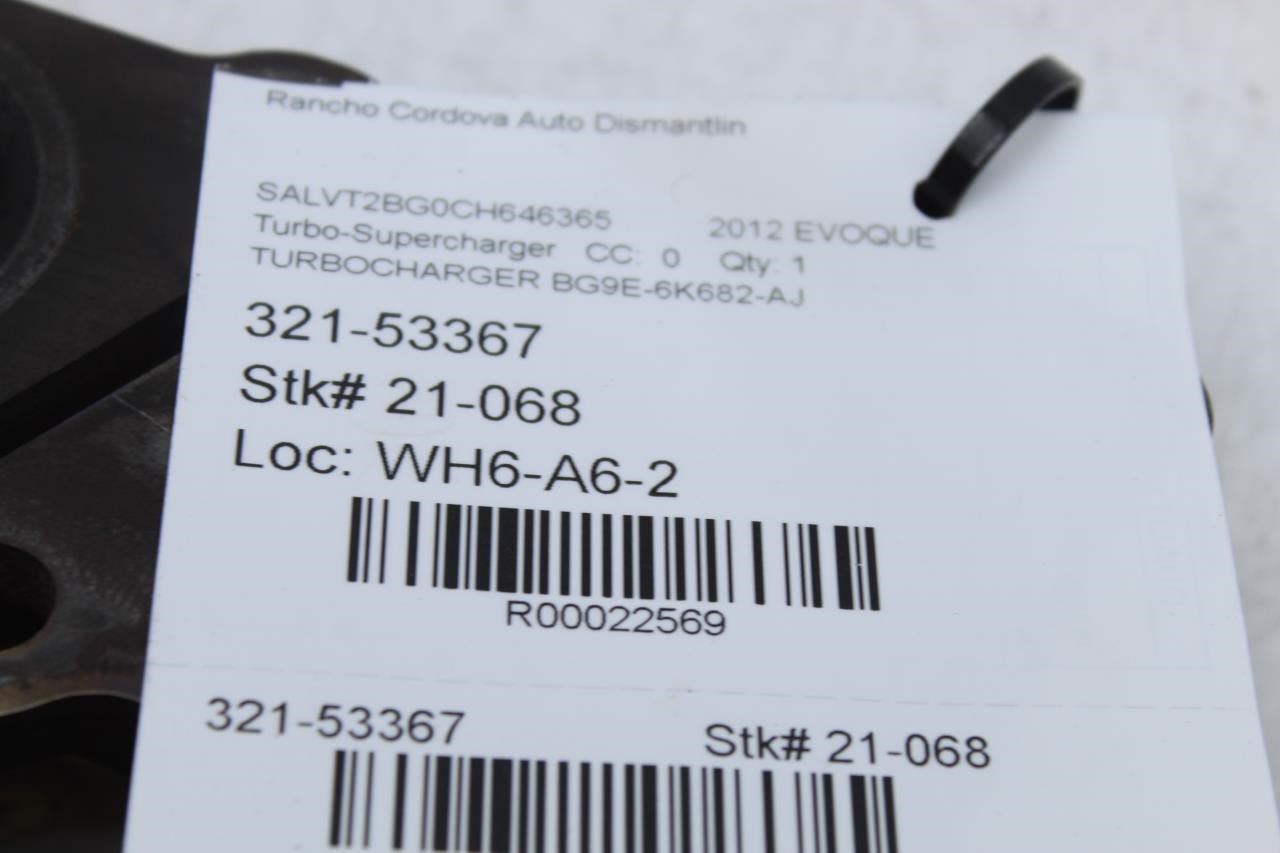 Rancho Cordova Auto Dismantlin
SALVT2BG0CH646365 2012 EVOQUE
Turbo-Supercharger CC: 0 Qty: 1
TURBOCHARGER BG9E-6K682-AJ
321-53367
Stk# 21-068
Loc: WH6-A6-2
R00022569
321-53367 Stk# 21-068